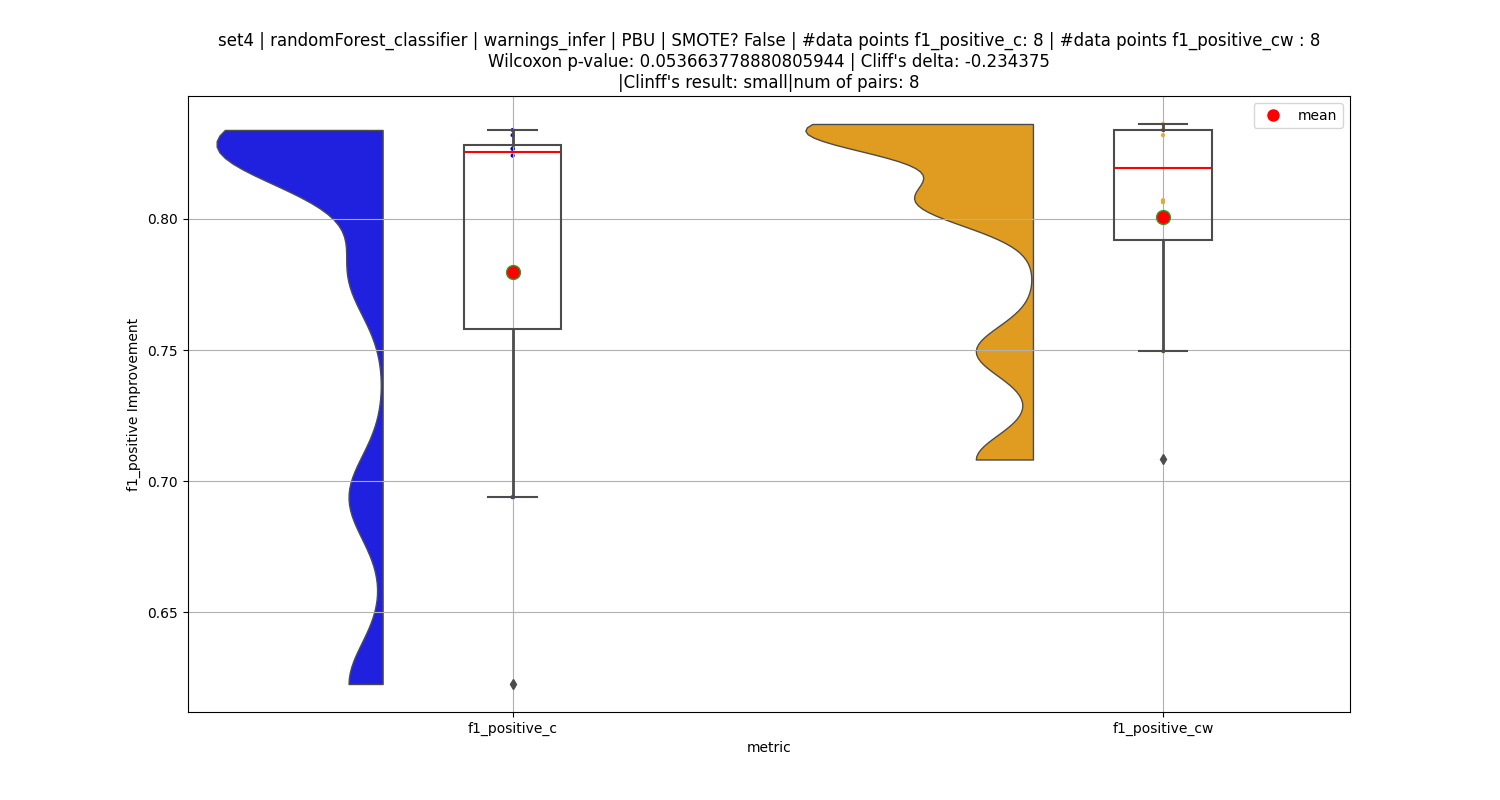 set4 | randomForest_classifier | warnings_infer | PBU | SMOTE? False | #data points f1_positive_c: 8 | #data points f1_positive_cw : 8
Wilcoxon p-value: 0.053663778880805944 | Cliff's delta: -0.234375
|Clinff's result: small|num of pairs: 8
mean
0.80
0.75
0.70
0.65
f1_positive Improvement
f1_positive_c
f1_positive_cw
metric